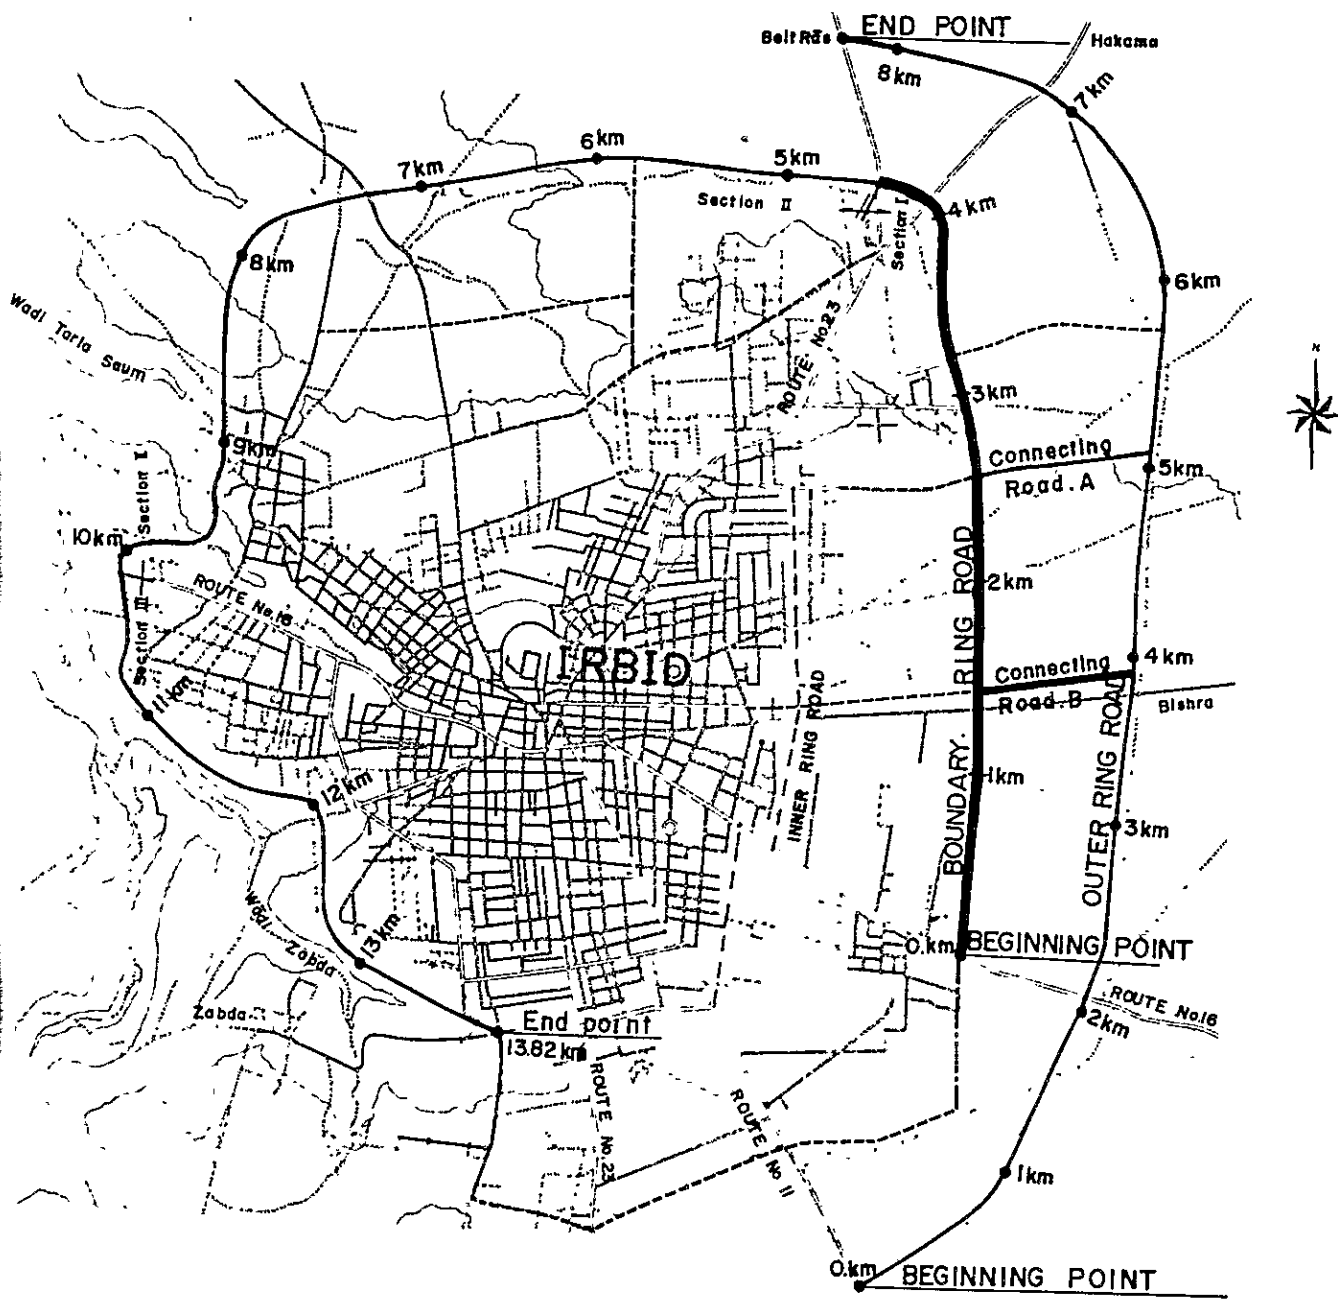 END POINT
BeitRās
Hakama
8km
7km
6km
5km
7km
Section II
Section I
4km
8km
6km
Wadi Tarla Saum
ROUTE No.23
3km
9km
Connecting
Road.A
5km
Section I
10km
ROUTE No.16
2km
IRBID
Connecting
Road.B
4km
Section III
Bishra
11km
INNER RING ROAD
BOUNDARY. RING ROAD
OUTER RING ROAD
1km
12km
3km
Wadi Zabda
13km
0.km
BEGINNING POINT
Zabda
End point
13.82km
ROUTE No.16
2km
ROUTE No.23
ROUTE No 11
1km
0.km
BEGINNING POINT
N